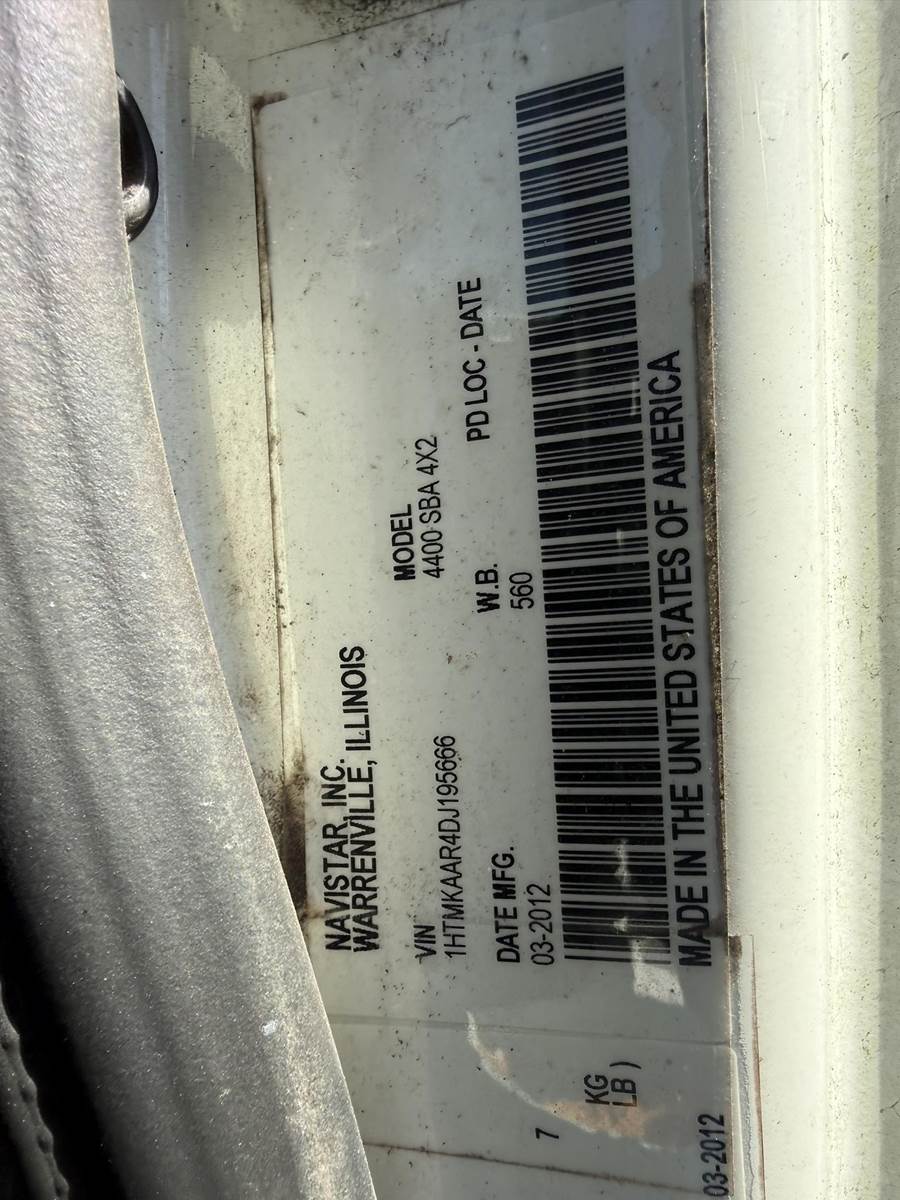 NAVISTAR, INC.
WARRENVILLE, ILLINOIS
MODEL
4400 SBA 4X2
VIN
1HTMKAAR4DJ195666
W.B.
560
PD LOC - DATE
DATE MFG.
03-2012
MADE IN THE UNITED STATES OF AMERICA
7
KG
LB )
03-2012